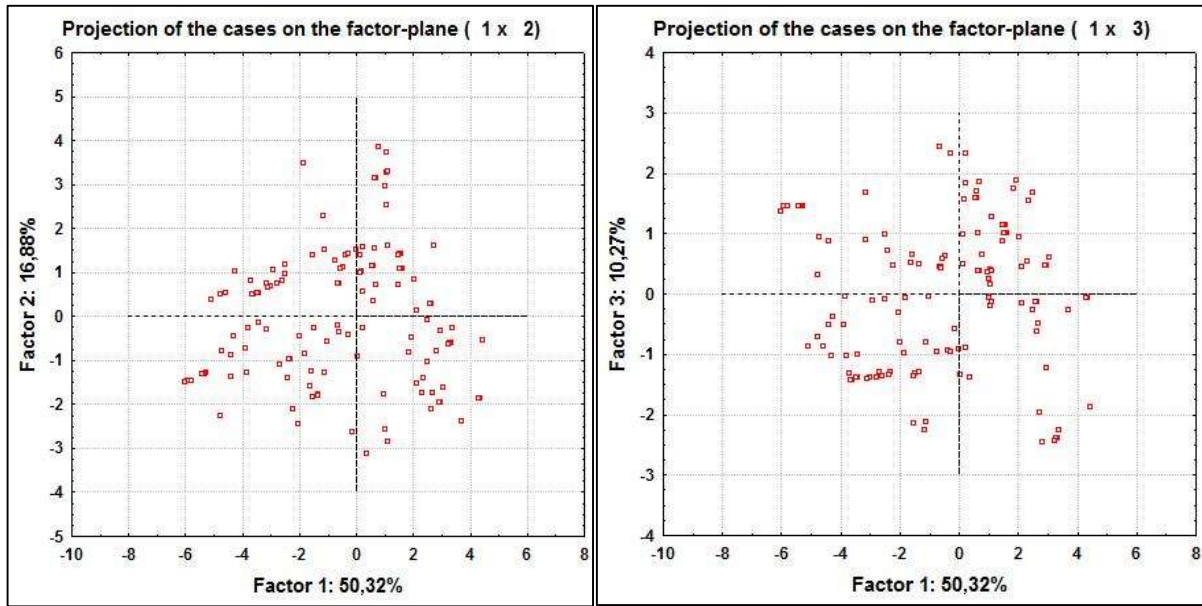 Projection of the cases on the factor-plane ( 1 x 2)
6
5
4
3
2
1
0
-1
-2
-3
-4
-5
Factor 2: 16,88%
-10 -8 -6 -4 -2 0 2 4 6 8
Factor 1: 50,32%
Projection of the cases on the factor-plane ( 1 x 3)
4
3
2
1
0
-1
-2
-3
-4
Factor 3: 10,27%
-10 -8 -6 -4 -2 0 2 4 6 8
Factor 1: 50,32%